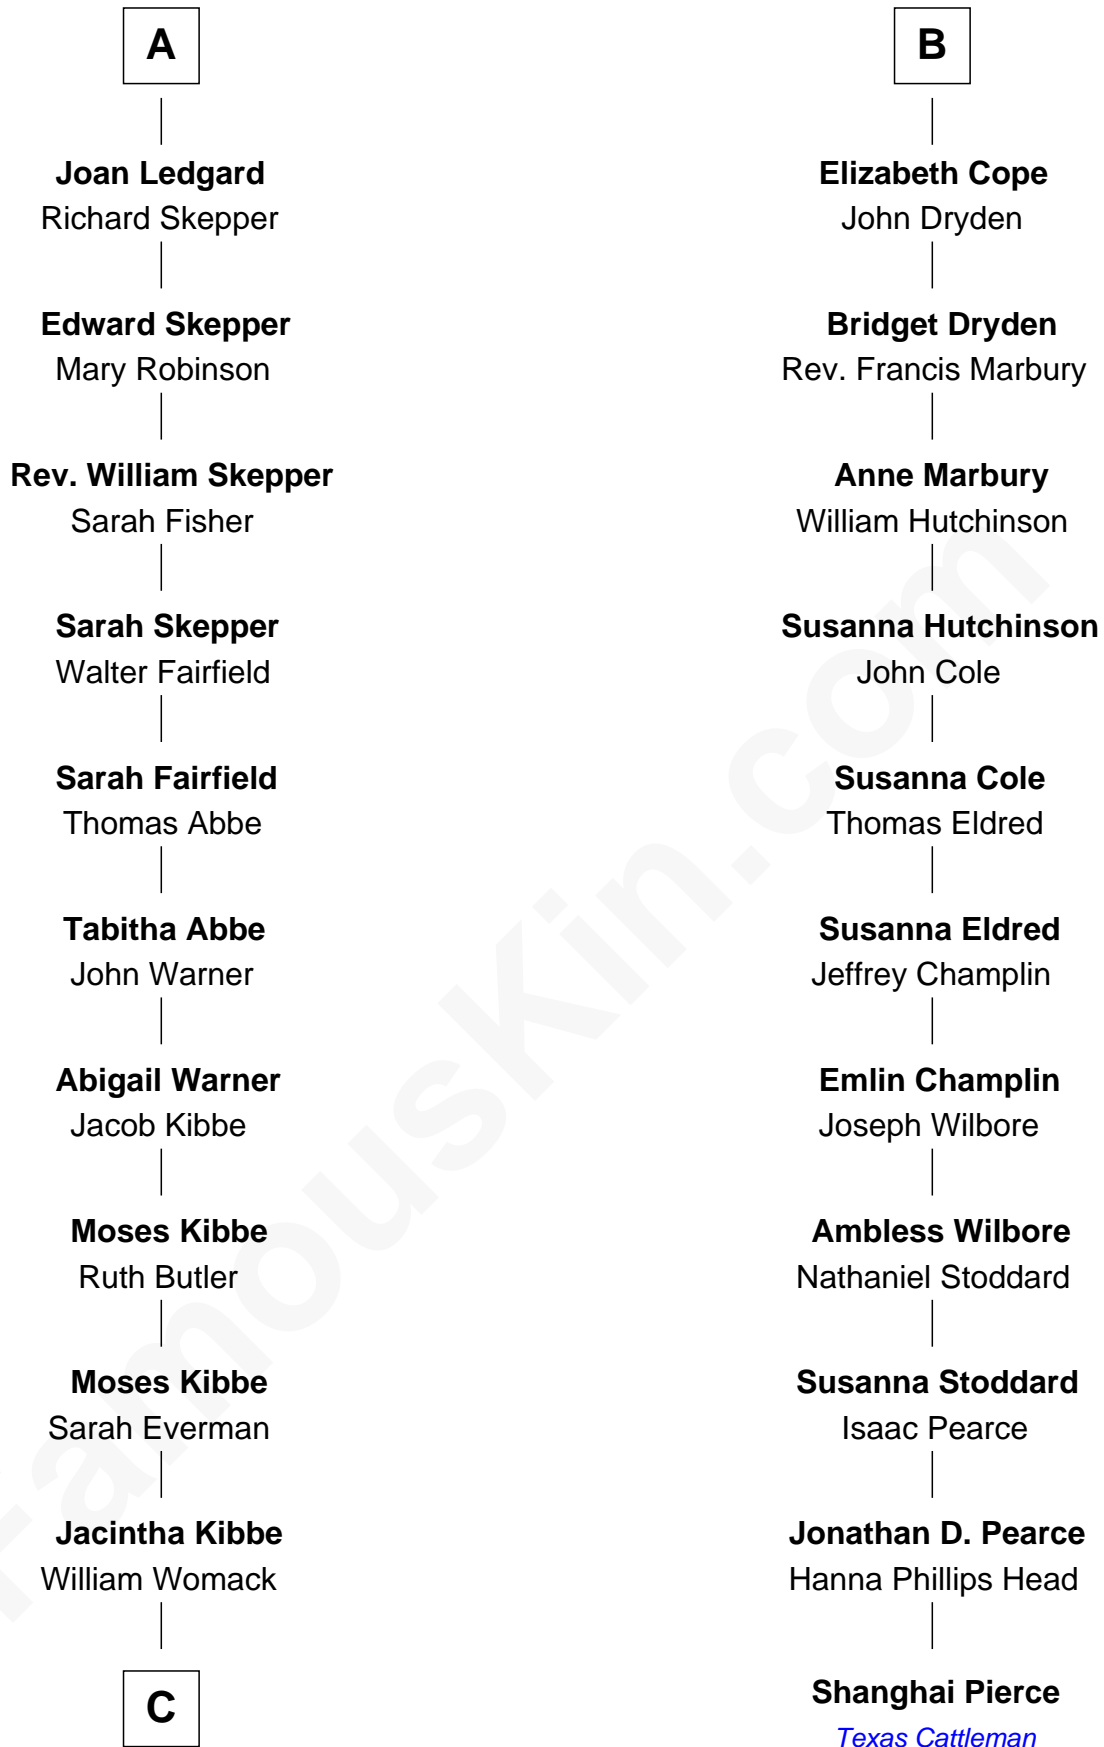 A
Joan Ledgard
Richard Skepper
Edward Skepper
Mary Robinson
Rev. William Skepper
Sarah Fisher
Sarah Skepper
Walter Fairfield
Sarah Fairfield
Thomas Abbe
Tabitha Abbe
John Warner
Abigail Warner
Jacob Kibbe
Moses Kibbe
Ruth Butler
Moses Kibbe
Sarah Everman
Jacintha Kibbe
William Womack
C
B
Elizabeth Cope
John Dryden
Bridget Dryden
Rev. Francis Marbury
Anne Marbury
William Hutchinson
Susanna Hutchinson
John Cole
Susanna Cole
Thomas Eldred
Susanna Eldred
Jeffrey Champlin
Emlin Champlin
Joseph Wilbore
Ambless Wilbore
Nathaniel Stoddard
Susanna Stoddard
Isaac Pearce
Jonathan D. Pearce
Hanna Phillips Head
Shanghai Pierce
Texas Cattleman
FamousKin.com